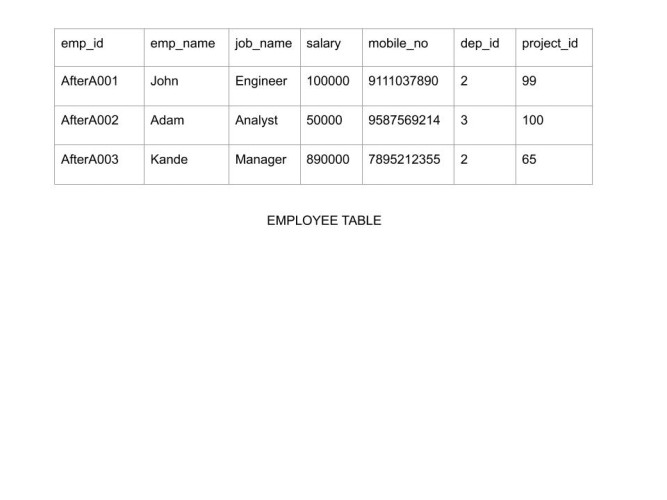 emp_id emp_name job_name salary mobile_no dep_id project_id
AfterA001 John Engineer 100000 9111037890 2 99
AfterA002 Adam Analyst 50000 9587569214 3 100
AfterA003 Kande Manager 890000 7895212355 2 65
EMPLOYEE TABLE